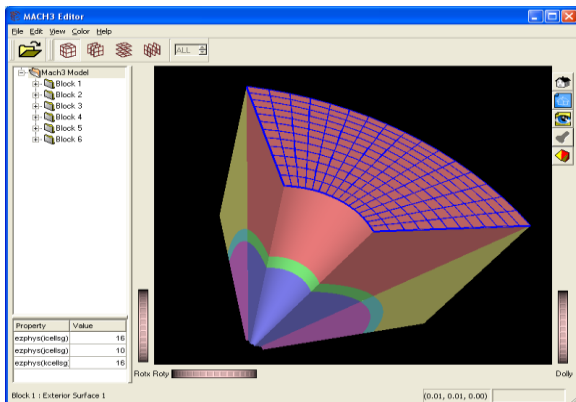 MACH3 Editor
File Edit View Color Help
ALL
Mach3 Model
Block 1
Block 2
Block 3
Block 4
Block 5
Block 6
Property Value
ezphys(icellsg) 16
ezphys(jcellsg) 10
ezphys(kcellsg 16
Rotx Roty
Dolly
Block 1 : Exterior Surface 1
(0.01, 0.01, 0.00)